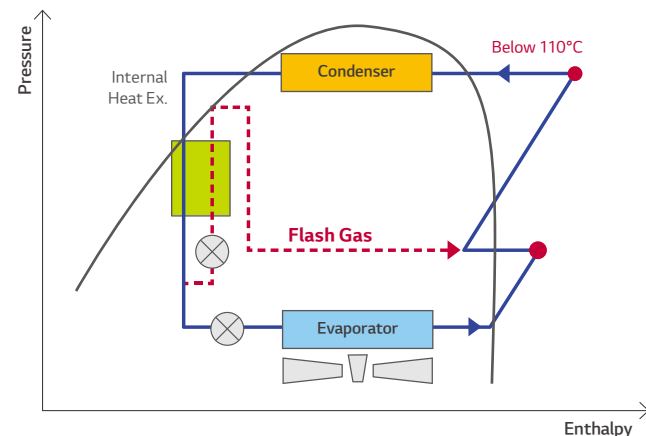 Pressure
Below 110°C
Condenser
Internal
Heat Ex.
Flash Gas
Evaporator
Enthalpy